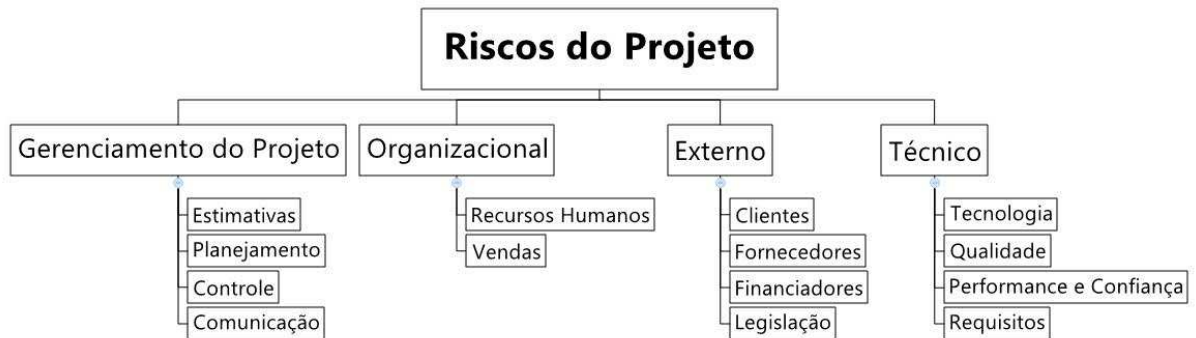 Riscos do Projeto
Gerenciamento do Projeto
Estimativas
Planejamento
Controle
Comunicação
Organizacional
Recursos Humanos
Vendas
Externo
Clientes
Fornecedores
Financiadores
Legislação
Técnico
Tecnologia
Qualidade
Performance e Confiança
Requisitos